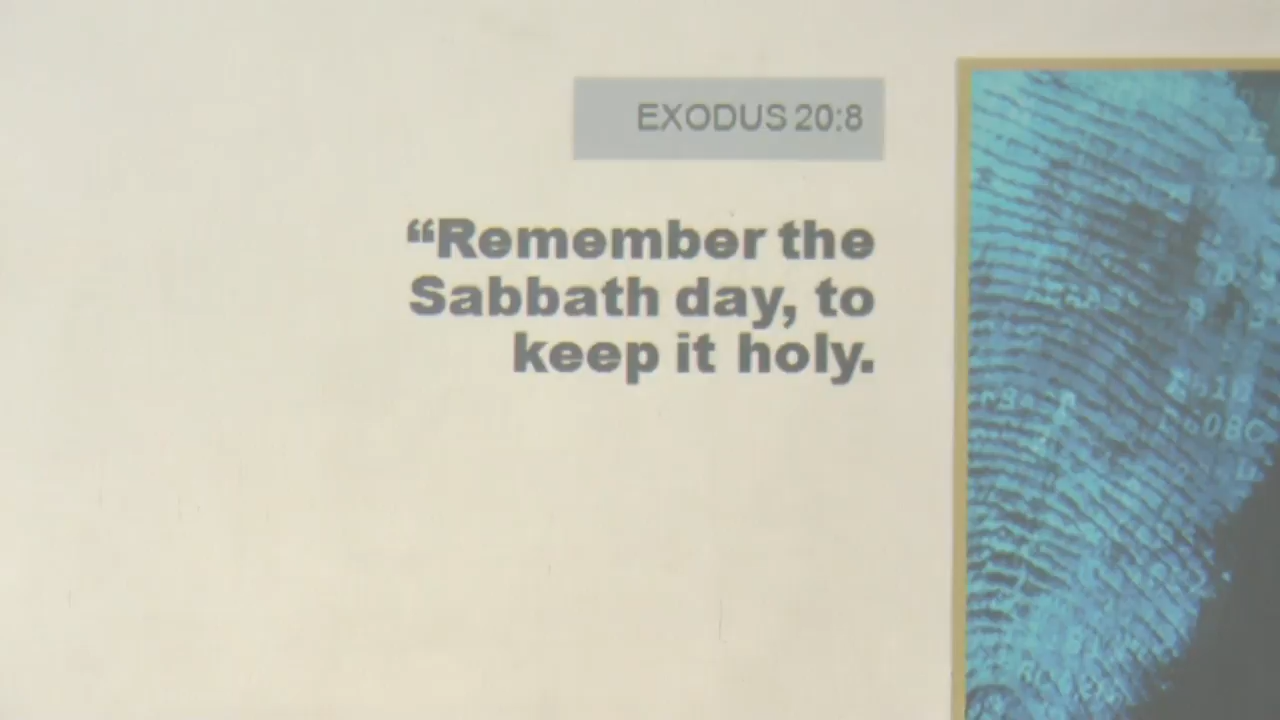 EXODUS 20:8
“Remember the
Sabbath day, to
keep it holy.